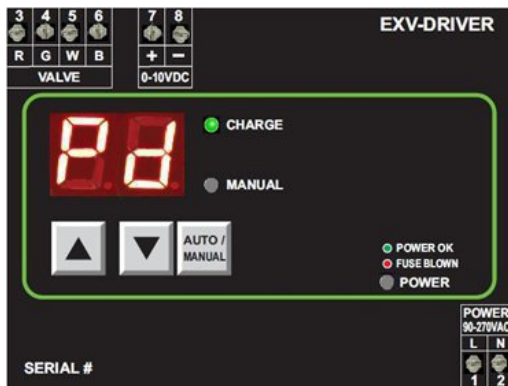 3 4 5 6 7 8
R G W B + −
VALVE 0-10VDC
EXV-DRIVER
Pd
CHARGE
MANUAL
▲ ▼ AUTO / MANUAL
POWER OK
FUSE BLOWN
POWER
POWER
90-270VAC
L N
1 2
SERIAL #